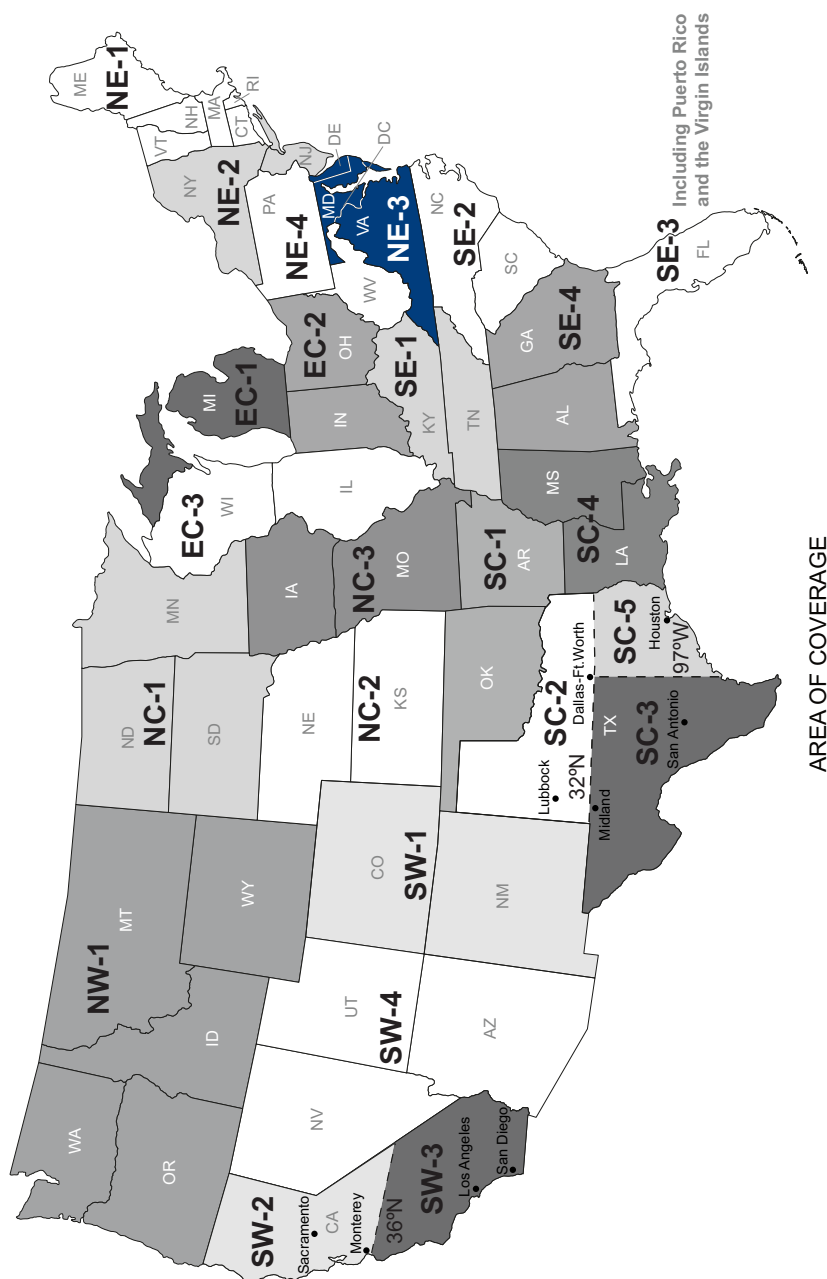 WA
OR
NW-1
MT
ID
WY
SW-2
Sacramento
CA
Monterey
36ºN
SW-3
Los Angeles
San Diego
NV
UT
SW-4
AZ
CO
SW-1
NM
ND
NC-1
SD
NE
NC-2
KS
OK
Lubbock
SC-2
32ºN
Dallas-Ft.Worth
Midland
TX
SC-3
San Antonio
SC-5
Houston
97ºW
MN
IA
NC-3
MO
SC-1
AR
SC-4
LA
MS
EC-3
WI
IL
MI
EC-1
IN
EC-2
OH
SE-1
KY
TN
AL
GA
SE-4
ME
NE-1
VT
NH
MA
RI
CT
NY
NE-2
NJ
PA
NE-4
MD
DE
DC
VA
NE-3
WV
NC
SE-2
SC
SE-3
FL
Including Puerto Rico
and the Virgin Islands
AREA OF COVERAGE